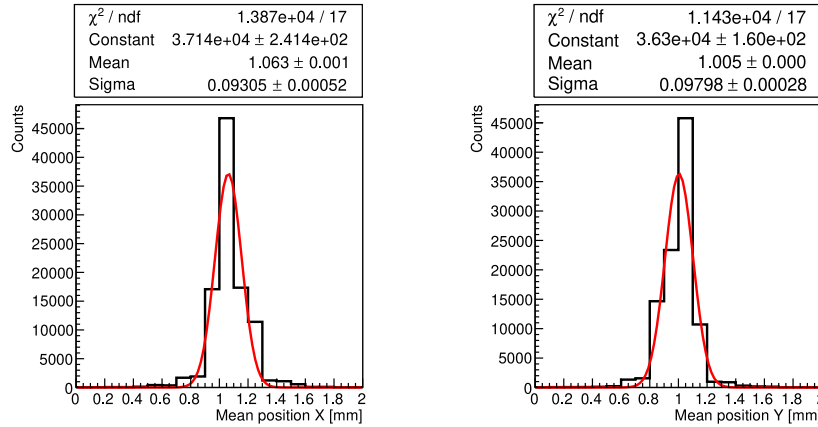 χ² / ndf 1.387e+04 / 17
Constant 3.714e+04 ± 2.414e+02
Mean 1.063 ± 0.001
Sigma 0.09305 ± 0.00052
Counts
45000
40000
35000
30000
25000
20000
15000
10000
5000
0
0 0.2 0.4 0.6 0.8 1 1.2 1.4 1.6 1.8 2
Mean position X [mm]
χ² / ndf 1.143e+04 / 17
Constant 3.63e+04 ± 1.60e+02
Mean 1.005 ± 0.000
Sigma 0.09798 ± 0.00028
Counts
45000
40000
35000
30000
25000
20000
15000
10000
5000
0
0 0.2 0.4 0.6 0.8 1 1.2 1.4 1.6 1.8 2
Mean position Y [mm]